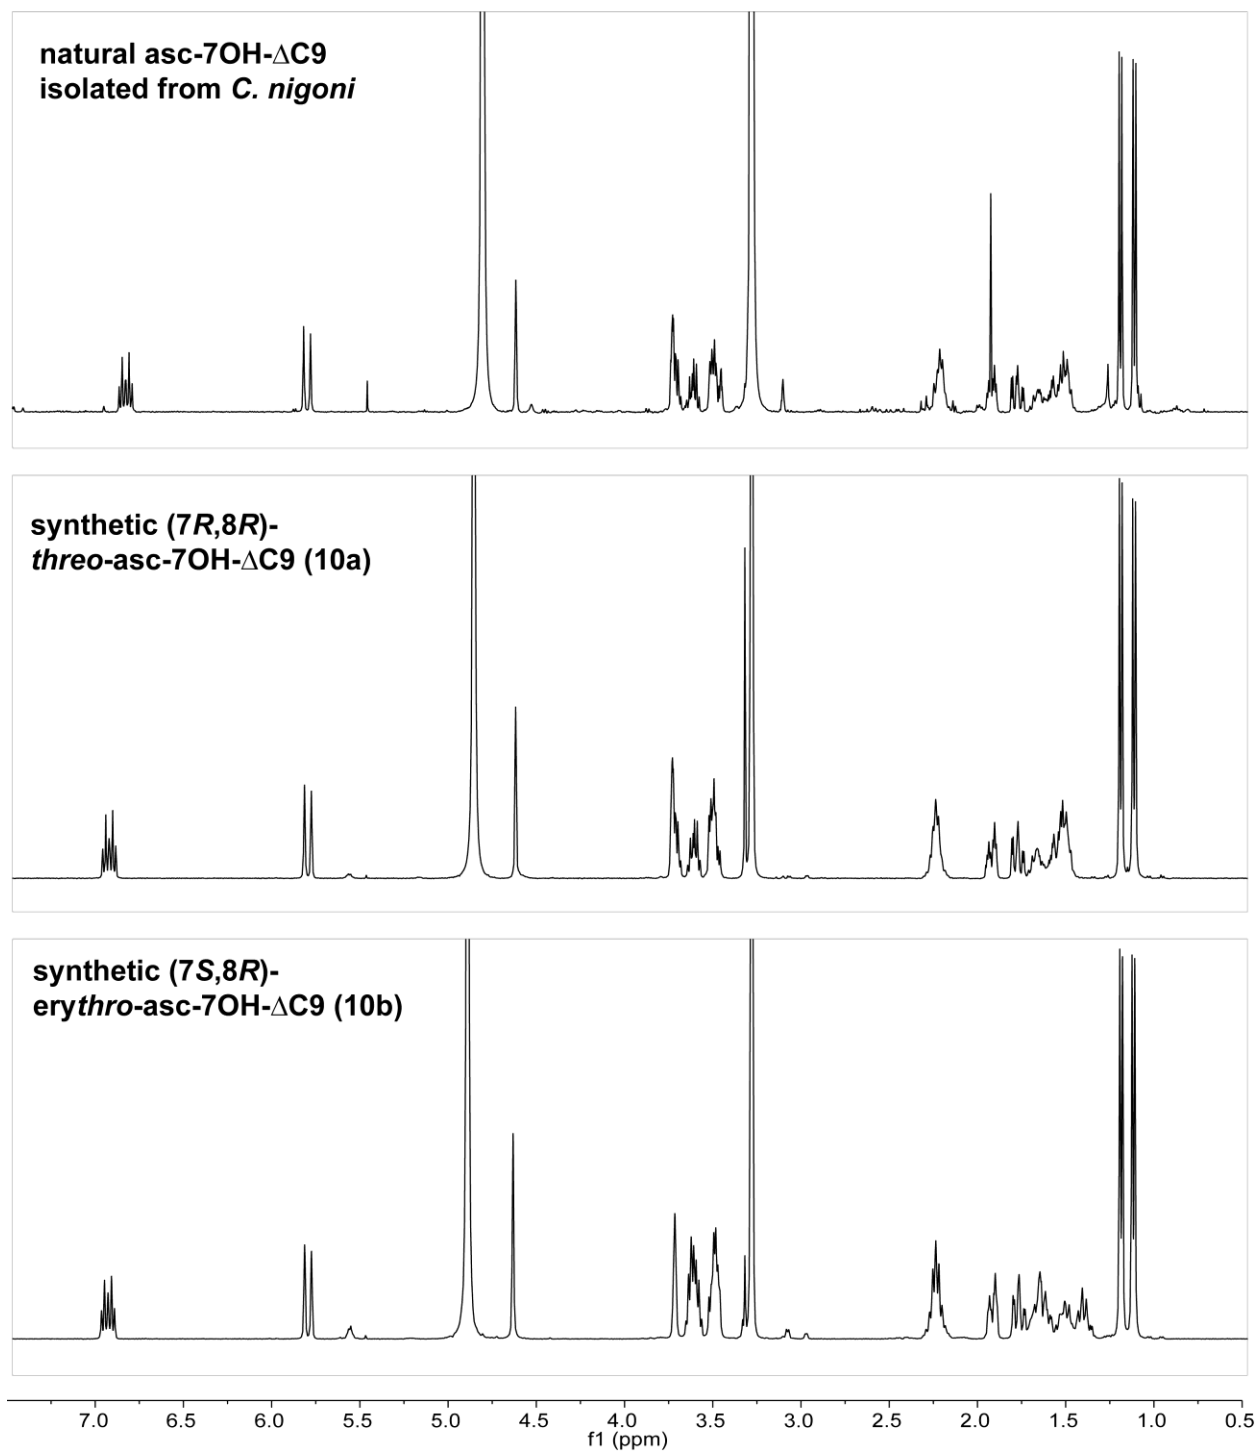 natural asc-7OH-ΔC9
isolated from C. nigoni
synthetic (7R,8R)-
threo-asc-7OH-ΔC9 (10a)
synthetic (7S,8R)-
erythro-asc-7OH-ΔC9 (10b)
7.0 6.5 6.0 5.5 5.0 4.5 4.0 3.5 3.0 2.5 2.0 1.5 1.0 0.5
f1 (ppm)